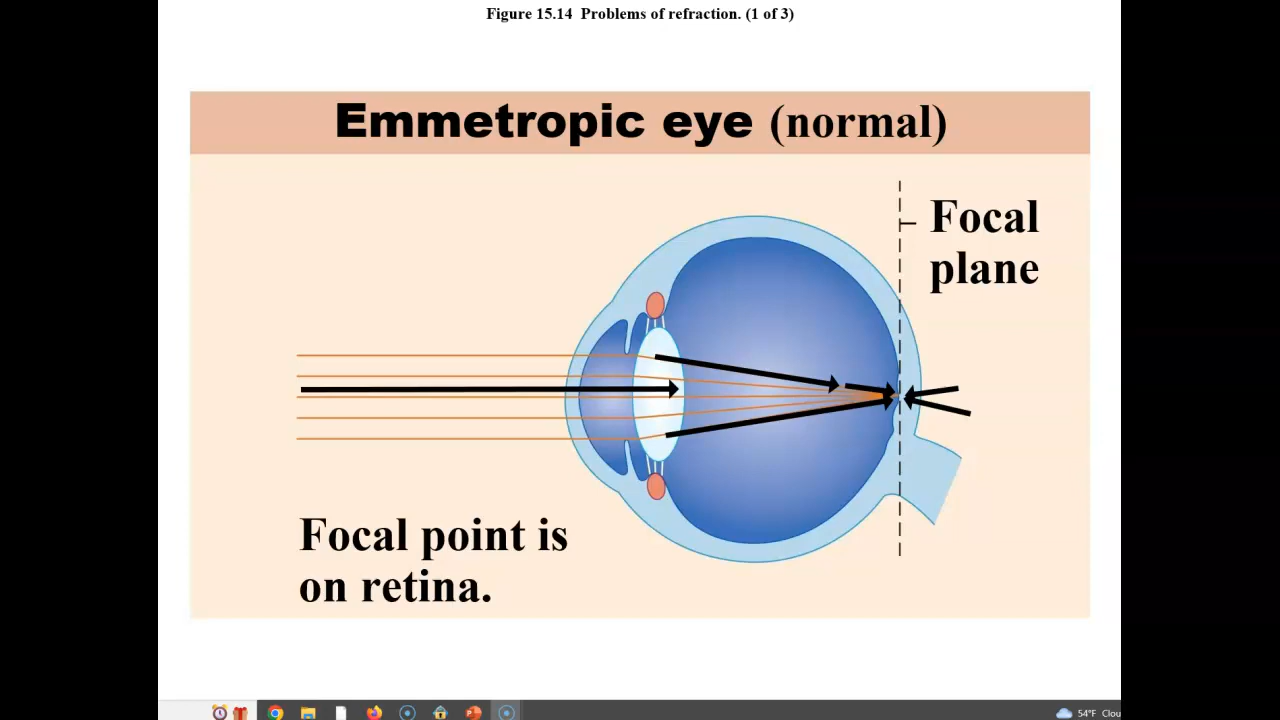 Figure 15.14 Problems of refraction. (1 of 3)
Emmetropic eye (normal)
Focal
plane
Focal point is
on retina.
54°F Clou